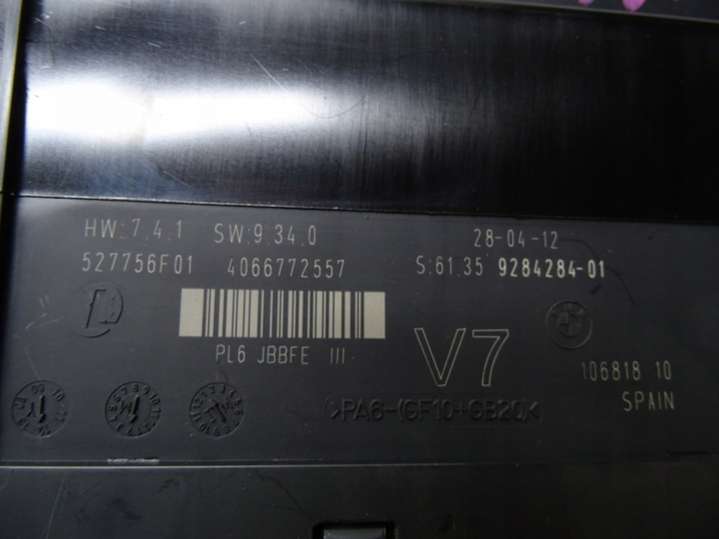 HW:7.4.1 SW:9.34.0 28-04-12
527756F01 4066772557 S:61.35 9284284-01
PL6 JBBFE III
V7
106818 10
>PA6-(GF10+GB20)<
SPAIN